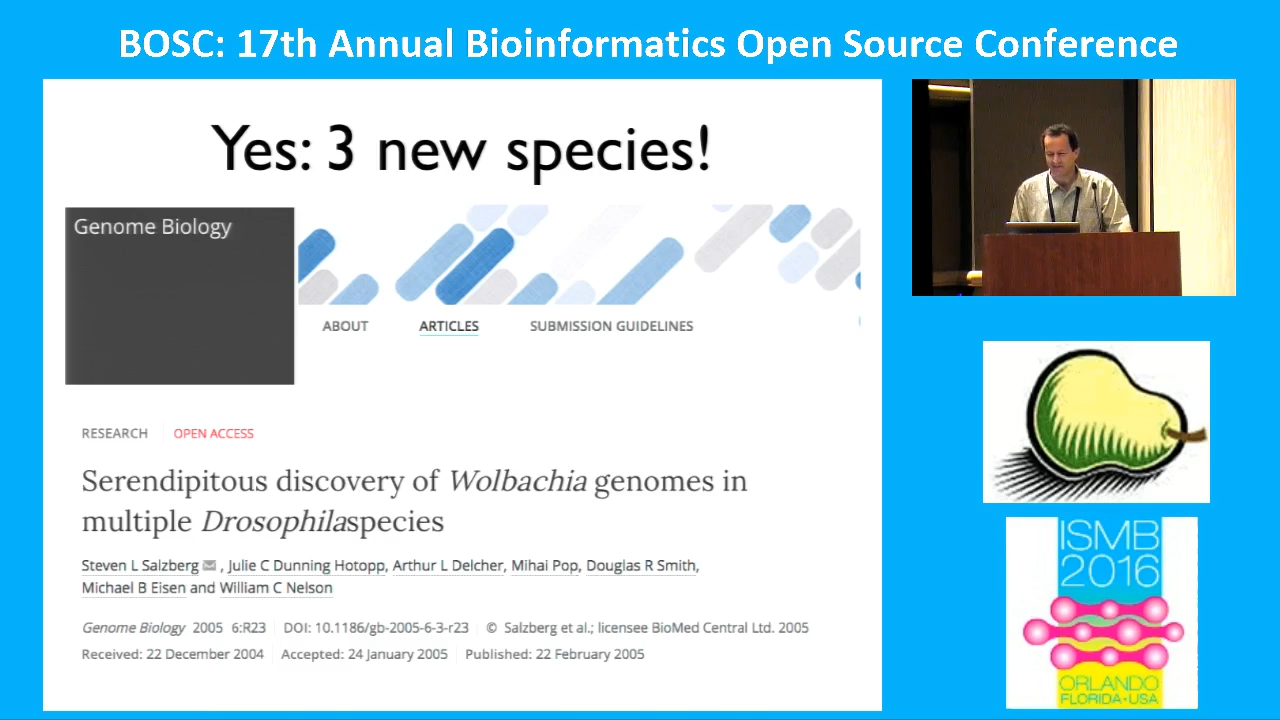 BOSC: 17th Annual Bioinformatics Open Source Conference
Yes: 3 new species!
Genome Biology
ABOUT ARTICLES SUBMISSION GUIDELINES
RESEARCH OPEN ACCESS
Serendipitous discovery of Wolbachia genomes in
multiple Drosophilaspecies
Steven L Salzberg , Julie C Dunning Hotopp, Arthur L Delcher, Mihai Pop, Douglas R Smith,
Michael B Eisen and William C Nelson
Genome Biology 2005 6:R23 DOI: 10.1186/gb-2005-6-3-r23 © Salzberg et al.; licensee BioMed Central Ltd. 2005
Received: 22 December 2004 Accepted: 24 January 2005 Published: 22 February 2005
ISMB
2016
ORLANDO
FLORIDA•USA